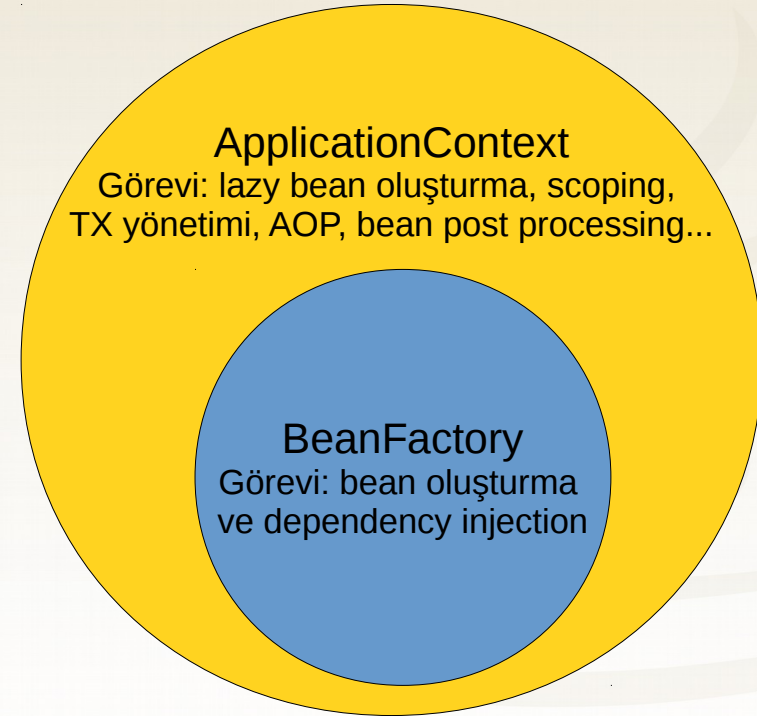 ApplicationContext
Görevi: lazy bean oluşturma, scoping,
TX yönetimi, AOP, bean post processing...
BeanFactory
Görevi: bean oluşturma
ve dependency injection